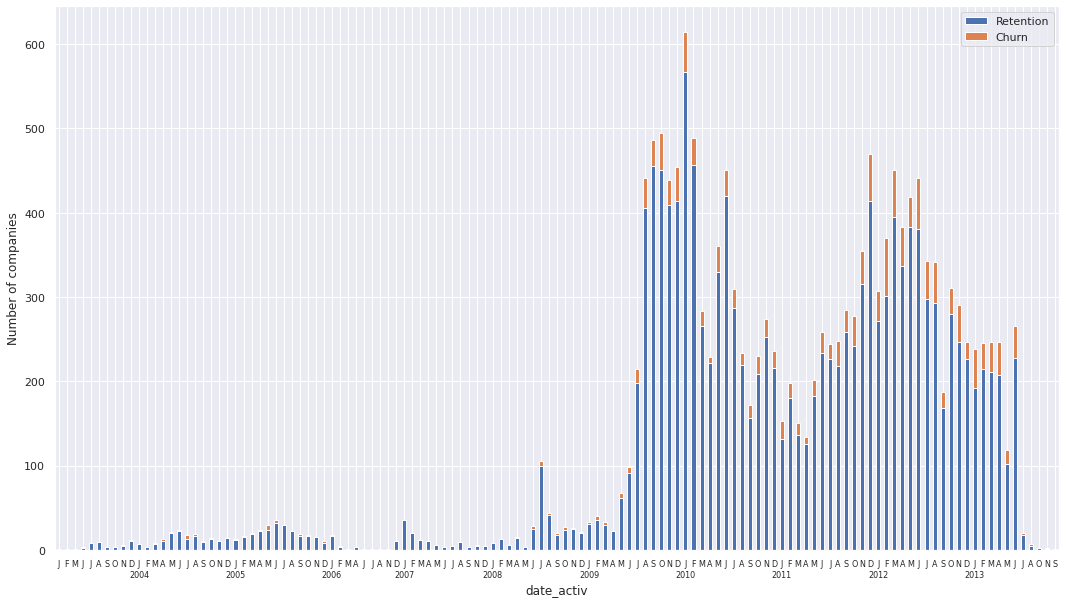 Retention
Churn
600
500
400
300
200
100
0
Number of companies
J F M J J A S O N D J F M A M J J A S O N D J F M A M J J A S O N D J F M A J J A N D J F M A M J J A S N D J F M A M J J A S O N D J F M A M J J A S O N D J F M A M J J A S O N D J F M A M J J A S O N D J F M A M J J A S O N D J F M A M J J A O N S
2004 2005 2006 2007 2008 2009 2010 2011 2012 2013
date_activ